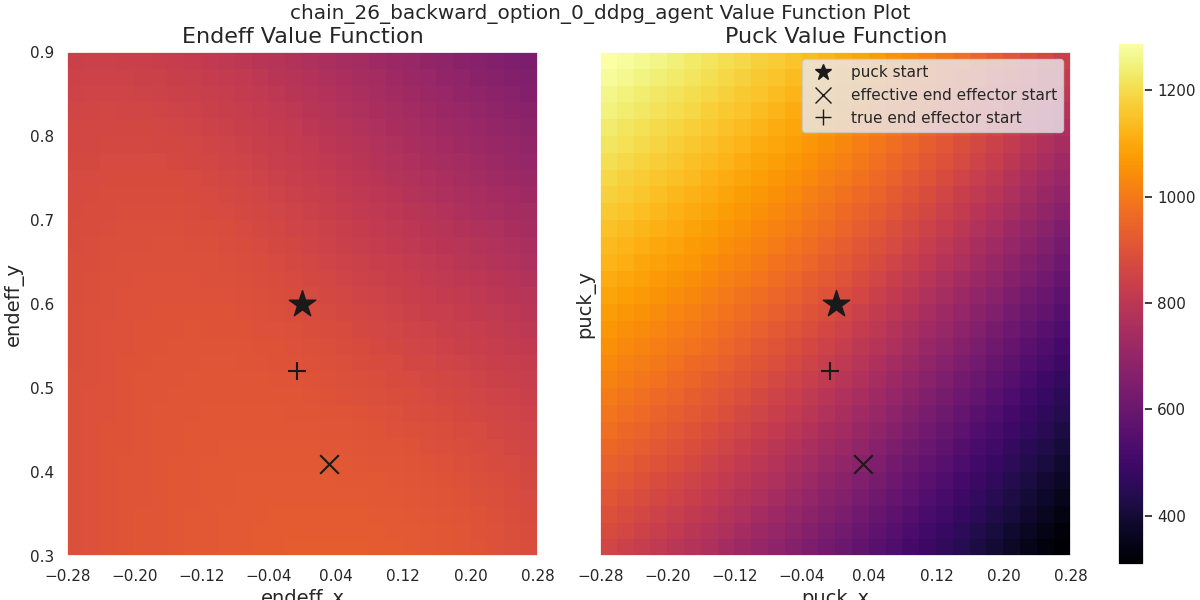 chain_26_backward_option_0_ddpg_agent Value Function Plot
Endeff Value Function
Puck Value Function
endeff_y
0.9
0.8
0.7
0.6
0.5
0.4
0.3
−0.28 −0.20 −0.12 −0.04 0.04 0.12 0.20 0.28
endeff_x
puck_y
puck start
effective end effector start
true end effector start
−0.28 −0.20 −0.12 −0.04 0.04 0.12 0.20 0.28
puck_x
1200
1000
800
600
400